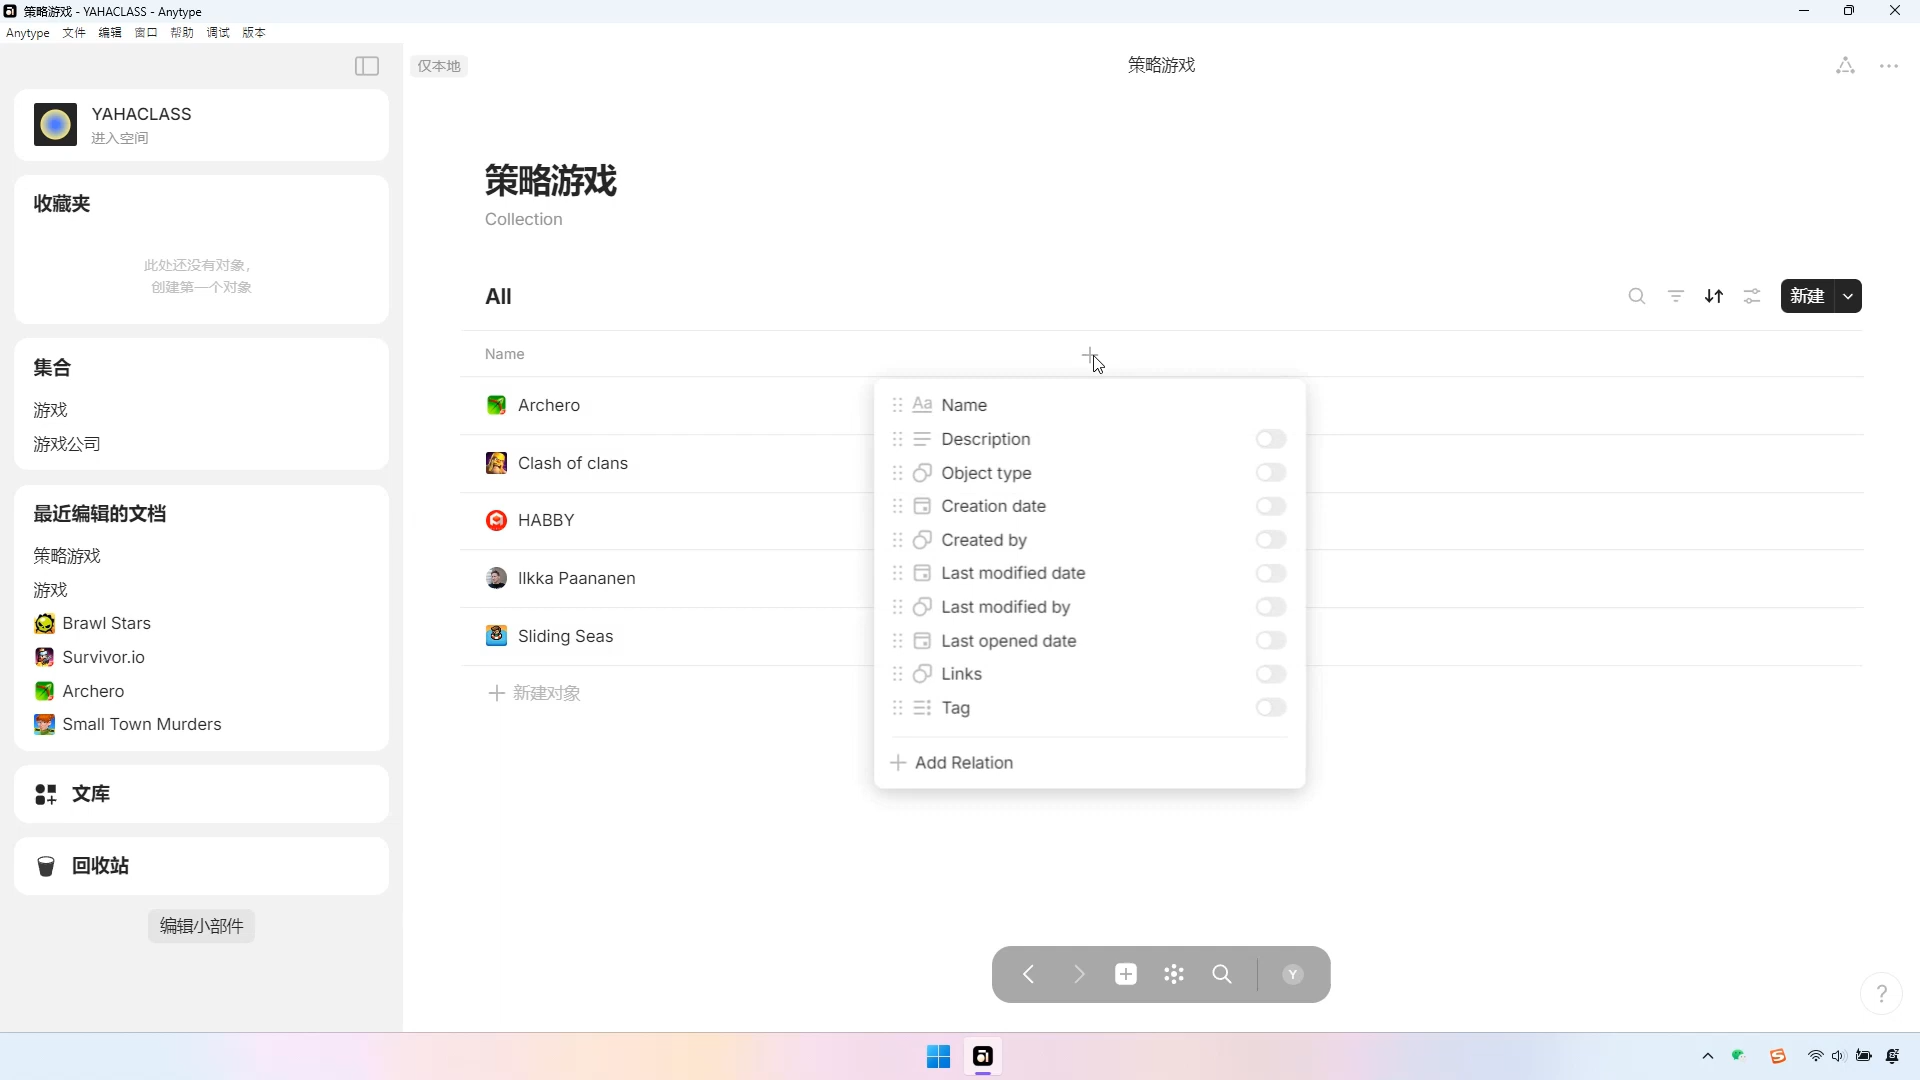 策略游戏 - YAHACLASS - Anytype
Anytype 文件 编辑 窗口 帮助 调试 版本
仅本地
策略游戏
YAHACLASS
进入空间
收藏夹
此处还没有对象，
创建第一个对象
集合
游戏
游戏公司
最近编辑的文档
策略游戏
游戏
Brawl Stars
Survivor.io
Archero
Small Town Murders
文库
回收站
编辑小部件
策略游戏
Collection
All
新建
Name
Archero
Clash of clans
HABBY
Ilkka Paananen
Sliding Seas
新建对象
Name
Description
Object type
Creation date
Created by
Last modified date
Last modified by
Last opened date
Links
Tag
Add Relation
Y
?